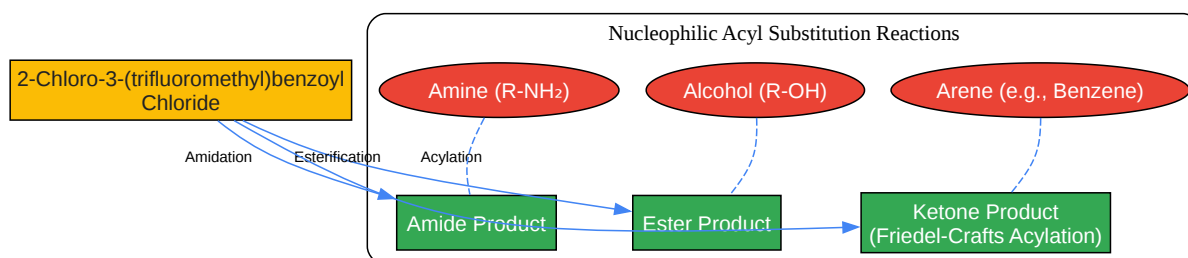 Nucleophilic Acyl Substitution Reactions
2-Chloro-3-(trifluoromethyl)benzoyl
Chloride
Amine (R-NH₂)
Alcohol (R-OH)
Arene (e.g., Benzene)
Amidation
Esterification
Acylation
Amide Product
Ester Product
Ketone Product
(Friedel-Crafts Acylation)